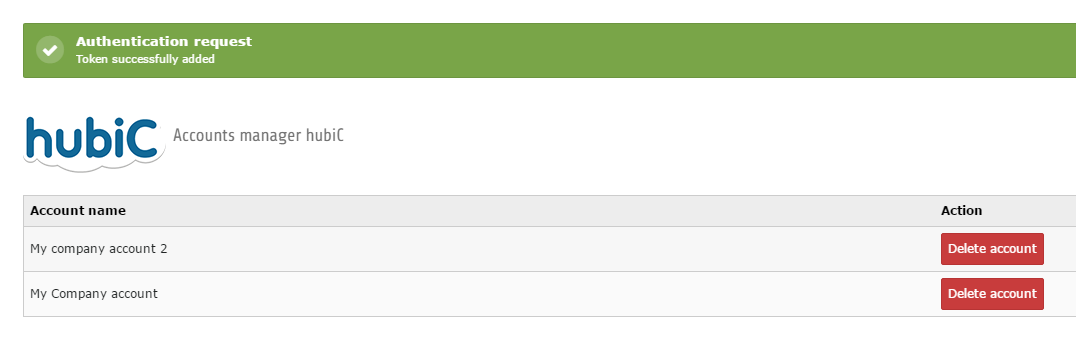 Authentication request
Token successfully added
hubiC Accounts manager hubiC
Account name Action
My company account 2 Delete account
My Company account Delete account